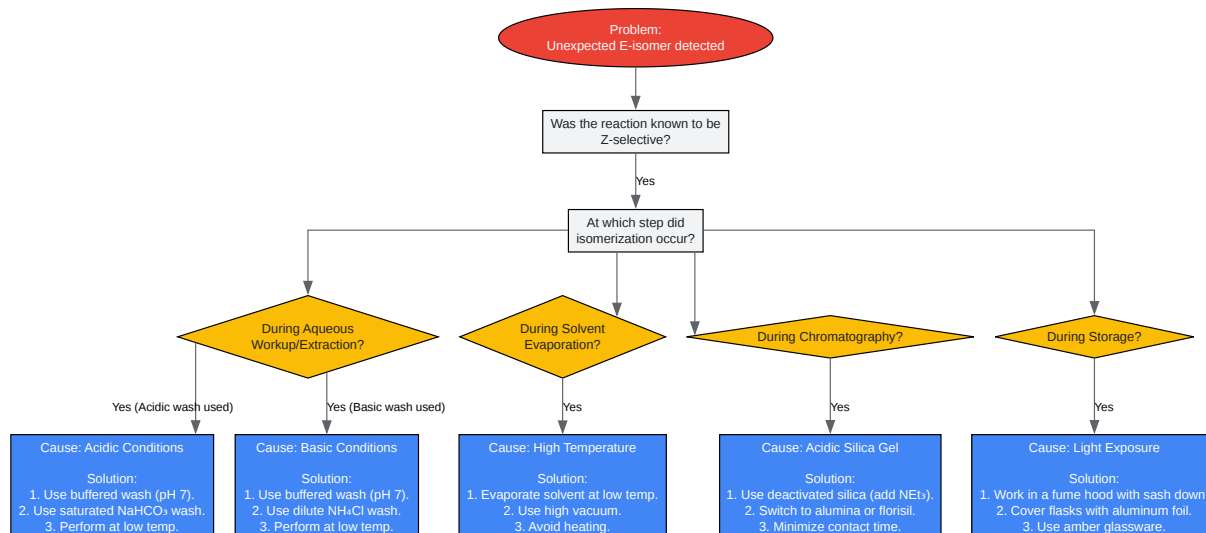 Problem:
Unexpected E-isomer detected
Was the reaction known to be
Z-selective?
Yes
At which step did
isomerization occur?
During Aqueous
Workup/Extraction?
During Solvent
Evaporation?
During Chromatography?
During Storage?
Yes (Acidic wash used)
Yes (Basic wash used)
Yes
Yes
Yes
Cause: Acidic Conditions
Solution:
1. Use buffered wash (pH 7).
2. Use saturated NaHCO₃ wash.
3. Perform at low temp.
Cause: Basic Conditions
Solution:
1. Use buffered wash (pH 7).
2. Use dilute NH₄Cl wash.
3. Perform at low temp.
Cause: High Temperature
Solution:
1. Evaporate solvent at low temp.
2. Use high vacuum.
3. Avoid heating.
Cause: Acidic Silica Gel
Solution:
1. Use deactivated silica (add NEt₃).
2. Switch to alumina or florisil.
3. Minimize contact time.
Cause: Light Exposure
Solution:
1. Work in a fume hood with sash down.
2. Cover flasks with aluminum foil.
3. Use amber glassware.